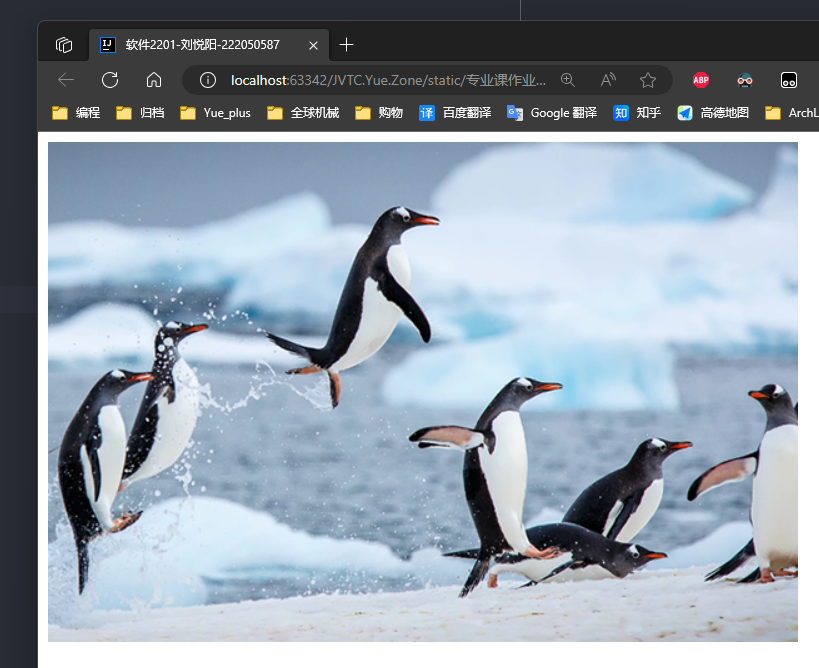 IJ 软件2201-刘悦阳-222050587
localhost:63342/JVTC.Yue.Zone/static/专业课作业... A ABP
编程 归档 Yue_plus 全球机械 购物 译 百度翻译 G Google 翻译 知 知乎 高德地图 ArchL